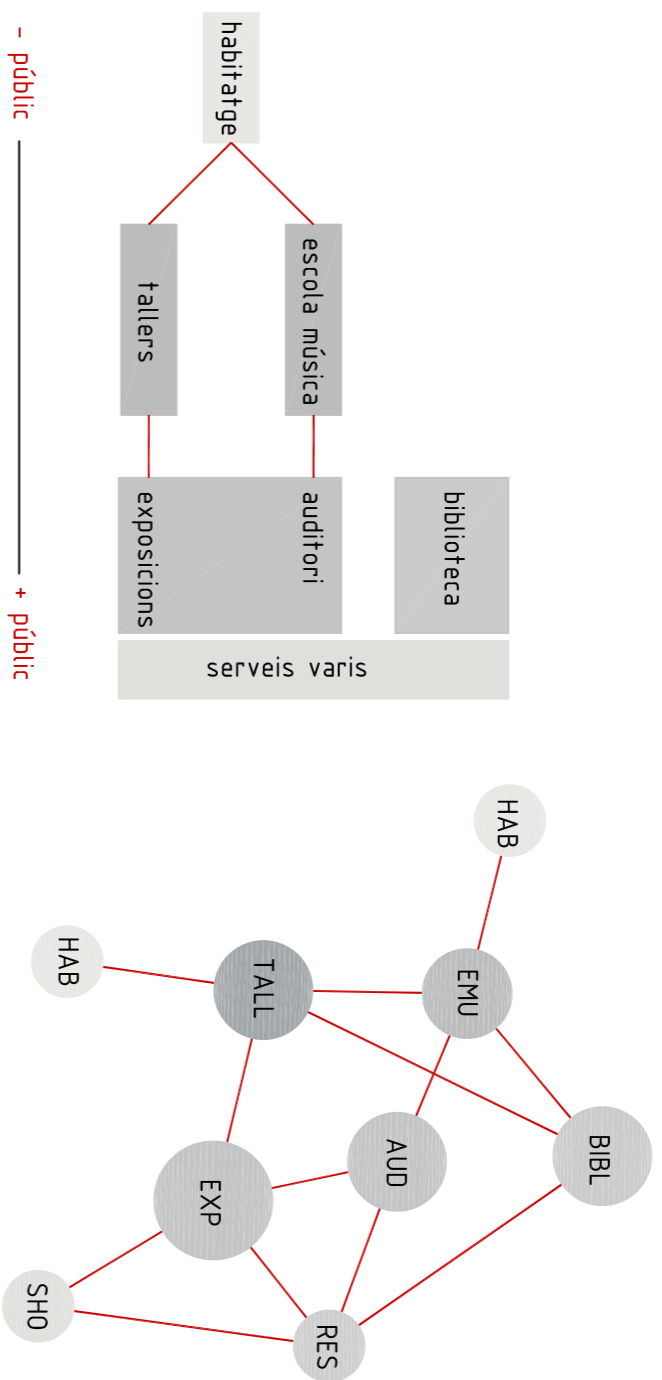 biblioteca
escola música
auditori
serveis varis
habitatge
tallers
exposicions
- públic
+ públic
BIBL
HAB
EMU
AUD
RES
TALL
EXP
HAB
SHO